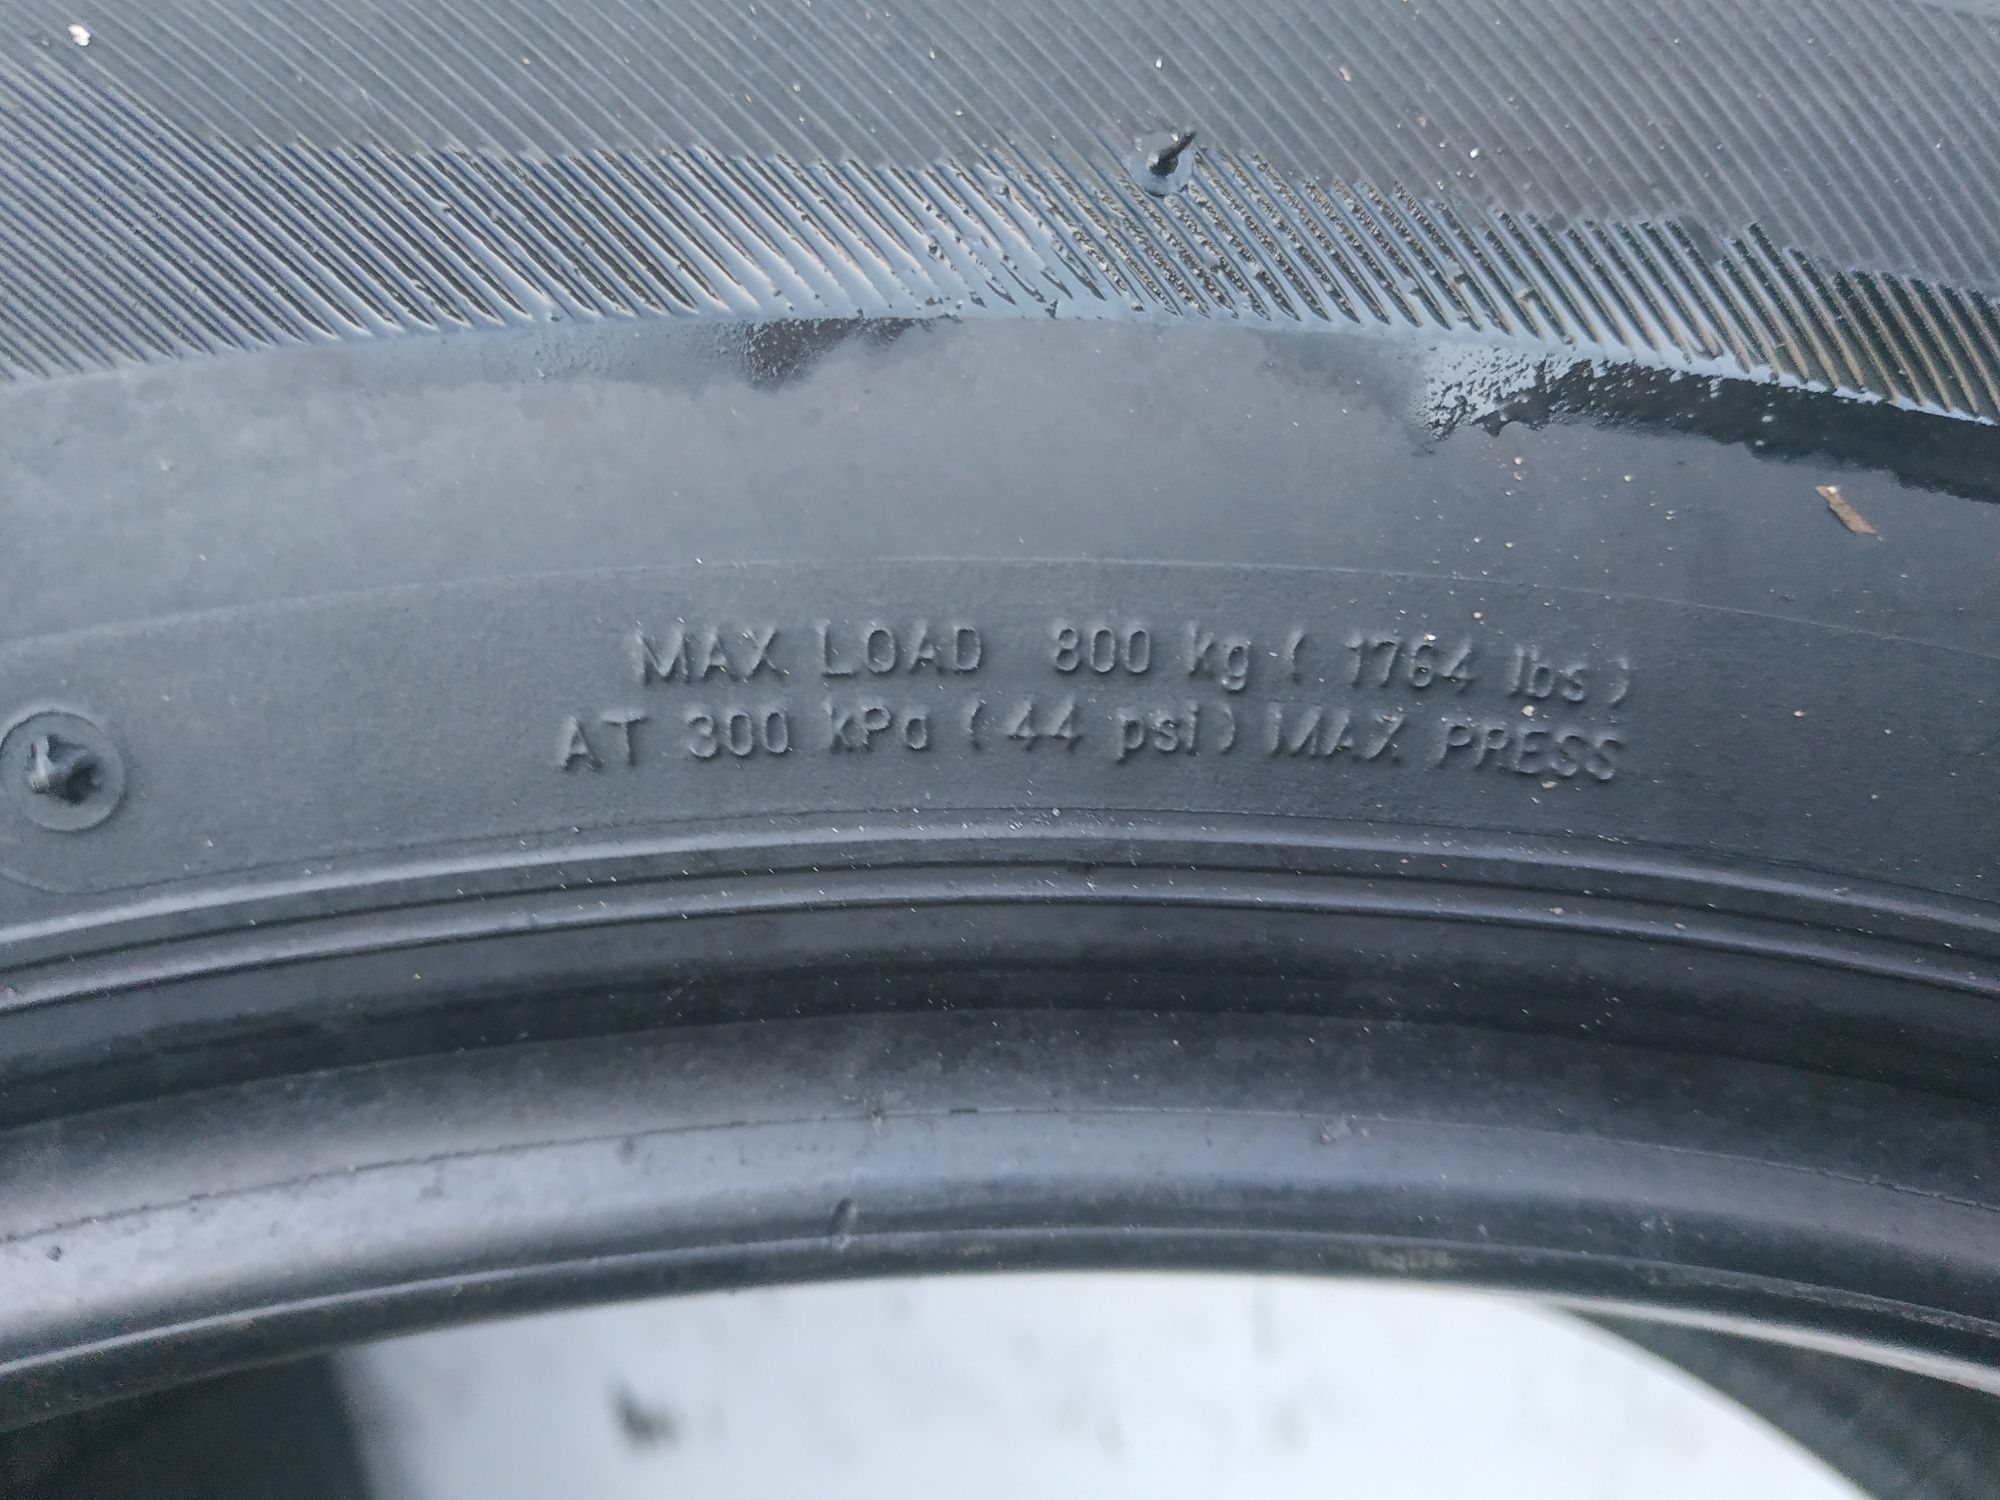 MAX LOAD 800 kg ( 1764 lbs )
AT 300 kPa ( 44 psi ) MAX PRESS